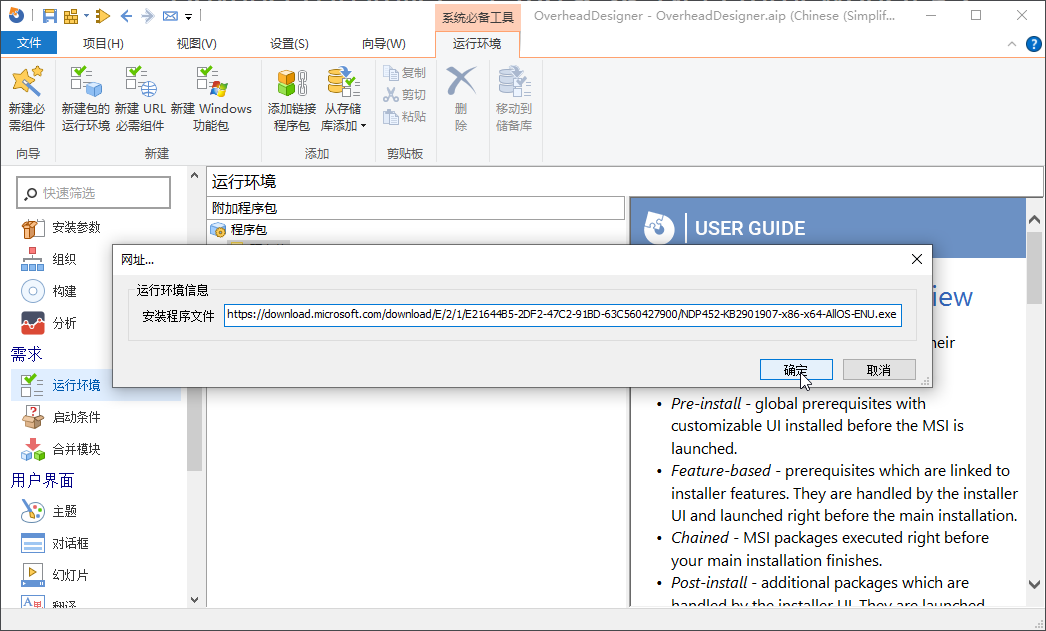 系统必备工具
OverheadDesigner - OverheadDesigner.aip (Chinese (Simplif...
文件
项目(H)
视图(V)
设置(S)
向导(W)
运行环境
新建必需组件
新建包的运行环境
新建 URL 必需组件
新建 Windows 功能包
添加链接程序包
从存储库添加
复制
剪切
粘贴
删除
移动到储备库
向导
新建
添加
剪贴板
快速筛选
安装参数
组织
构建
分析
需求
运行环境
启动条件
合并模块
用户界面
主题
对话框
幻灯片
翻译
运行环境
附加程序包
程序包
USER GUIDE
iew
heir
网址...
运行环境信息
安装程序文件
https://download.microsoft.com/download/E/2/1/E21644B5-2DF2-47C2-91BD-63C560427900/NDP452-KB2901907-x86-x64-AllOS-ENU.exe
确定
取消
• Pre-install - global prerequisites with
customizable UI installed before the MSI is
launched.
• Feature-based - prerequisites which are linked to
installer features. They are handled by the installer
UI and launched right before the main installation.
• Chained - MSI packages executed right before
your main installation finishes.
• Post-install - additional packages which are
handled by the installer UI. They are launched